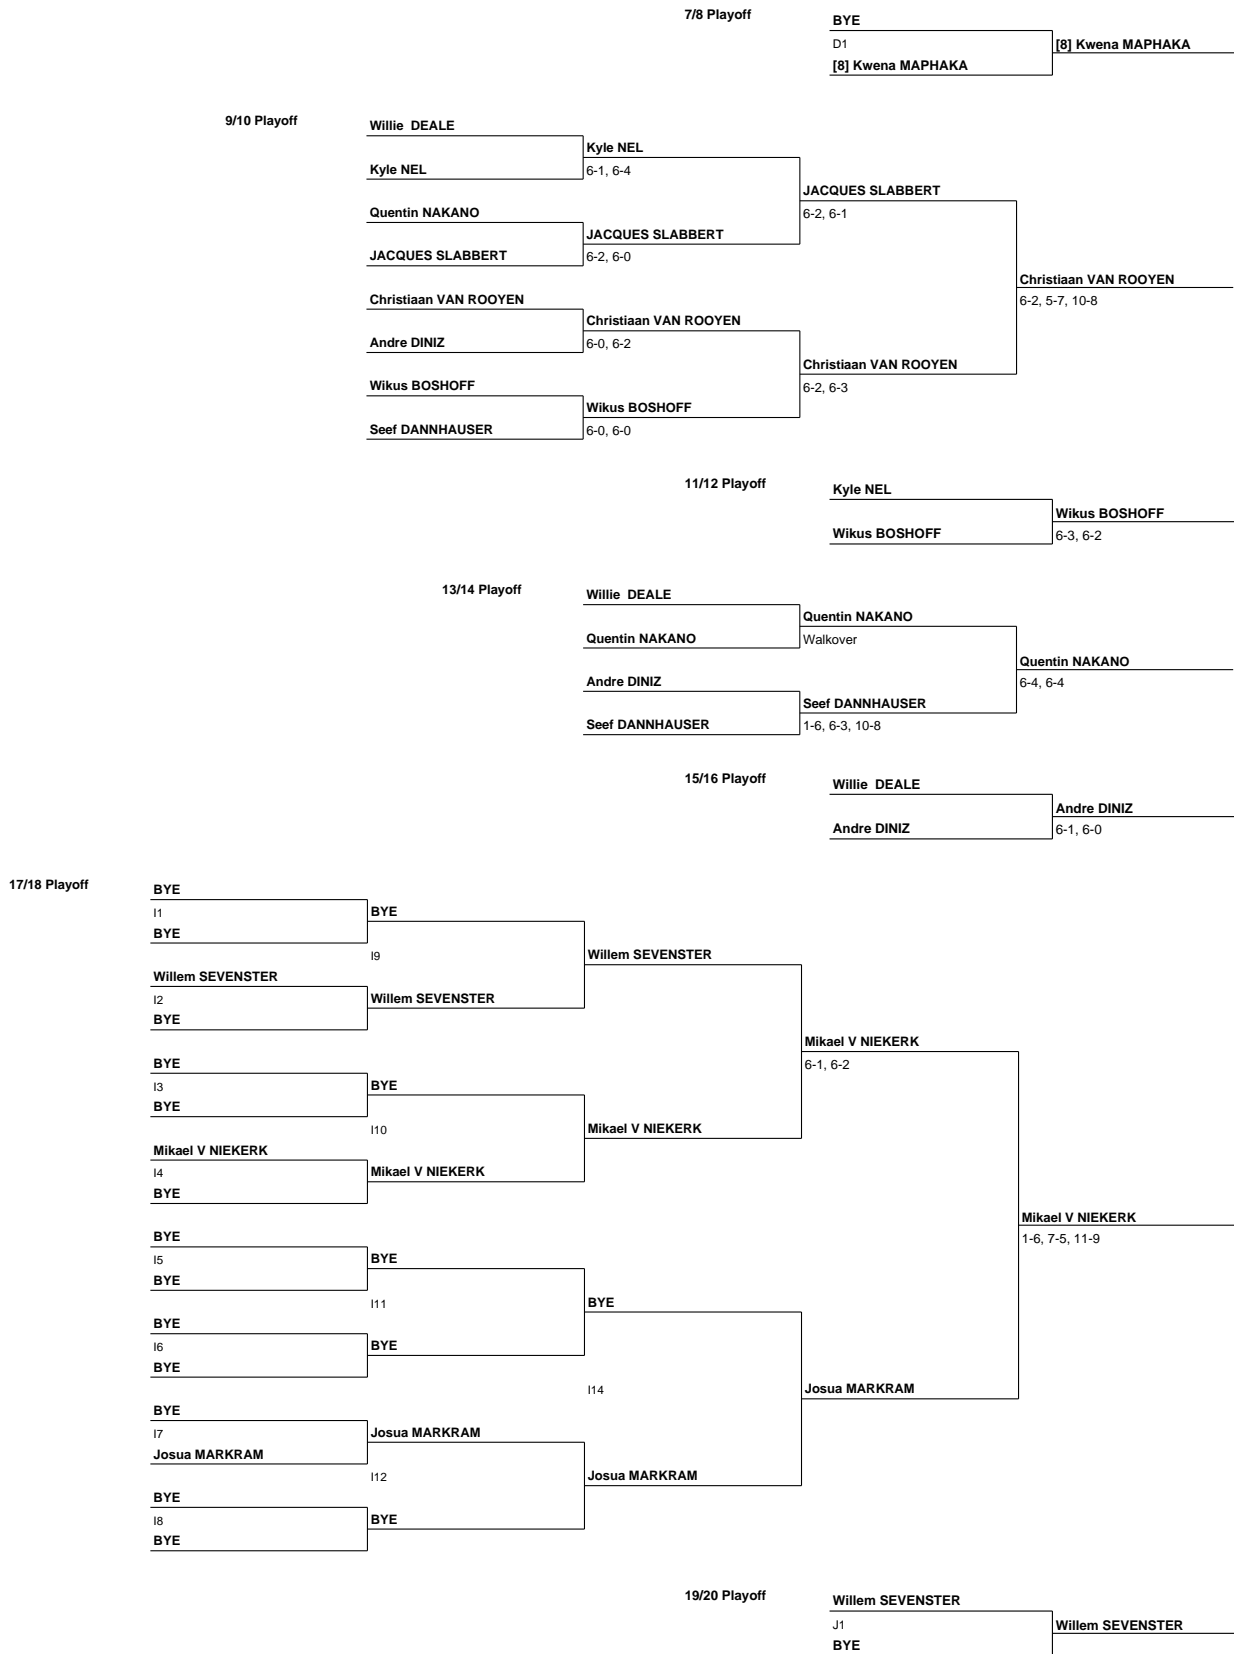 7/8 Playoff
BYE
D1
[8] Kwena MAPHAKA
[8] Kwena MAPHAKA
9/10 Playoff
Willie  DEALE
Kyle NEL
Kyle NEL
6-1, 6-4
JACQUES SLABBERT
6-2, 6-1
Quentin NAKANO
JACQUES SLABBERT
JACQUES SLABBERT
6-2, 6-0
Christiaan VAN ROOYEN
6-2, 5-7, 10-8
Christiaan VAN ROOYEN
Christiaan VAN ROOYEN
Andre DINIZ
6-0, 6-2
Christiaan VAN ROOYEN
6-2, 6-3
Wikus BOSHOFF
Wikus BOSHOFF
Seef DANNHAUSER
6-0, 6-0
11/12 Playoff
Kyle NEL
Wikus BOSHOFF
Wikus BOSHOFF
6-3, 6-2
13/14 Playoff
Willie  DEALE
Quentin NAKANO
Quentin NAKANO
Walkover
Quentin NAKANO
6-4, 6-4
Andre DINIZ
Seef DANNHAUSER
Seef DANNHAUSER
1-6, 6-3, 10-8
15/16 Playoff
Willie  DEALE
Andre DINIZ
Andre DINIZ
6-1, 6-0
17/18 Playoff
BYE
I1
BYE
BYE
I9
Willem SEVENSTER
Willem SEVENSTER
I2
Willem SEVENSTER
BYE
Mikael V NIEKERK
6-1, 6-2
BYE
I3
BYE
BYE
I10
Mikael V NIEKERK
Mikael V NIEKERK
I4
Mikael V NIEKERK
BYE
Mikael V NIEKERK
1-6, 7-5, 11-9
BYE
I5
BYE
BYE
I11
BYE
BYE
I6
BYE
BYE
I14
Josua MARKRAM
BYE
I7
Josua MARKRAM
Josua MARKRAM
I12
Josua MARKRAM
BYE
I8
BYE
BYE
19/20 Playoff
Willem SEVENSTER
J1
Willem SEVENSTER
BYE